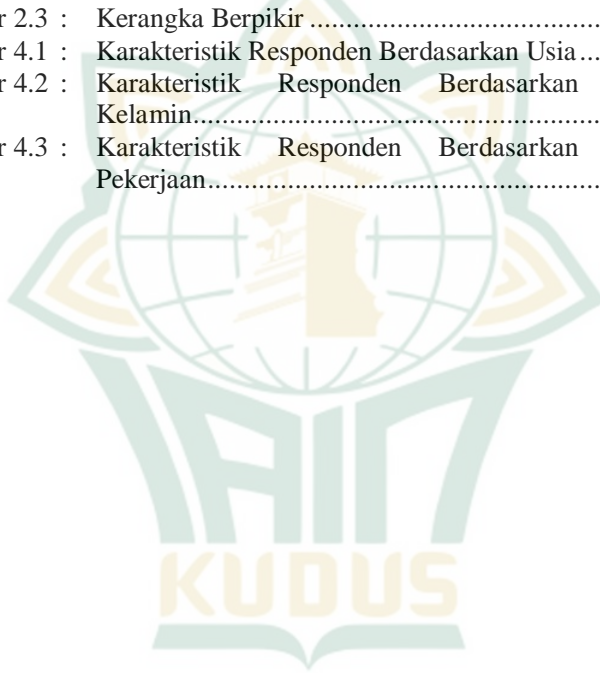 r 2.3 : Kerangka Berpikir ........................................
r 4.1 : Karakteristik Responden Berdasarkan Usia ...
r 4.2 : Karakteristik Responden Berdasarkan
Kelamin............................................................
r 4.3 : Karakteristik Responden Berdasarkan
Pekerjaan..........................................................
IAIN
KUDUS